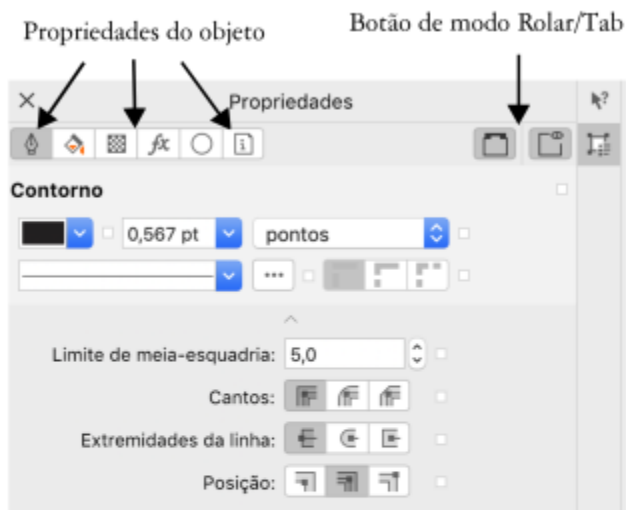 Propriedades do objeto
Botão de modo Rolar/Tab
Propriedades
fx
Contorno
0,567 pt
pontos
Limite de meia-esquadria: 5,0
Cantos:
Extremidades da linha:
Posição: